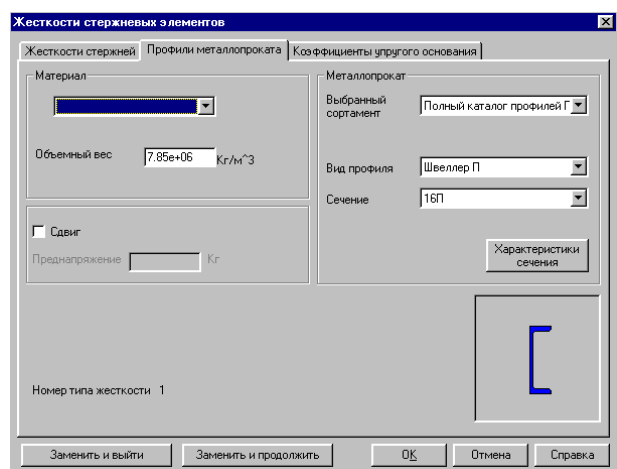 Жесткости стержневых элементов
Жесткости стержней
Профили металлопроката
Коэффициенты упругого основания
Материал
Объемный вес
7.85e+06
Кг/м^3
Сдвиг
Преднапряжение
Кг
Металлопрокат
Выбранный
сортамент
Полный каталог профилей Г
Вид профиля
Швеллер П
Сечение
16П
Характеристики
сечения
Номер типа жесткости 1
Заменить и выйти
Заменить и продолжить
OK
Отмена
Справка